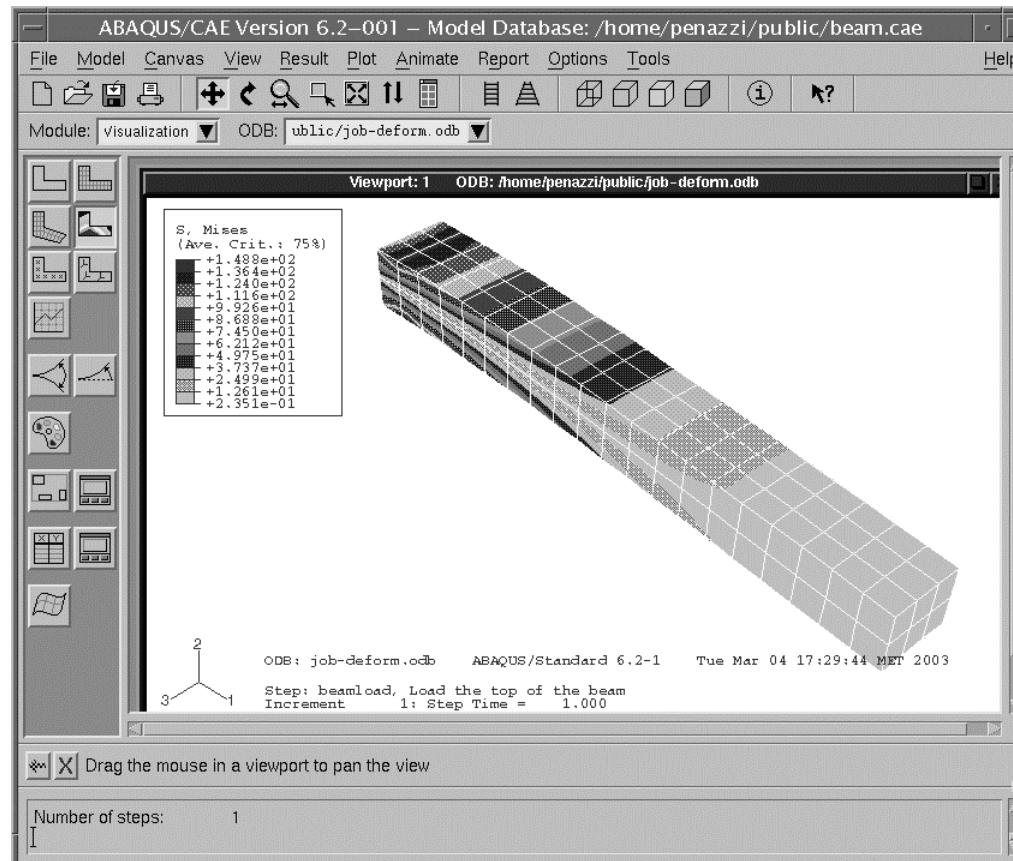 ABAQUS/CAE Version 6.2-001 – Model Database: /home/penazzi/public/beam.cae
File Model Canvas View Result Plot Animate Report Options Tools Help
Module: Visualization ODB: ublic/job-deform.odb
Viewport: 1 ODB: /home/penazzi/public/job-deform.odb
S, Mises
(Ave. Crit.: 75%)
+1.488e+02
+1.364e+02
+1.240e+02
+1.116e+02
+9.926e+01
+8.688e+01
+7.450e+01
+6.212e+01
+4.975e+01
+3.737e+01
+2.499e+01
+1.261e+01
+2.351e-01
2
3 1
ODB: job-deform.odb ABAQUS/Standard 6.2-1 Tue Mar 04 17:29:44 MET 2003
Step: beamload, Load the top of the beam
Increment 1: Step Time = 1.000
X Drag the mouse in a viewport to pan the view
Number of steps: 1